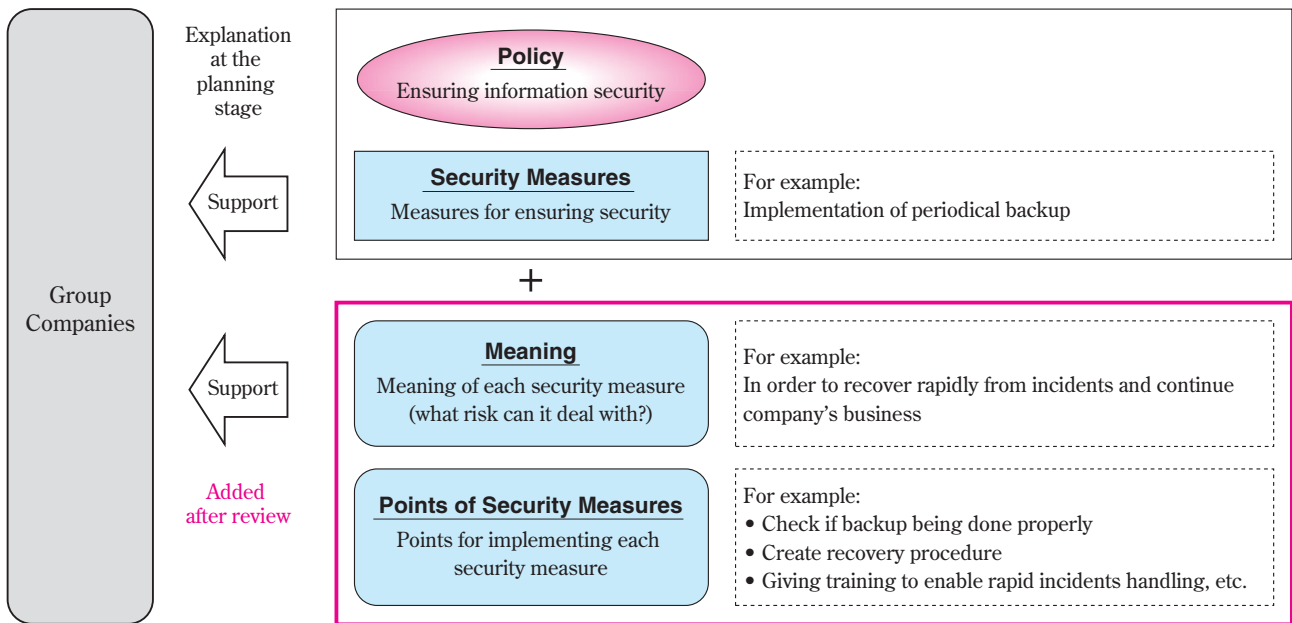 Group
Companies
Explanation
at the
planning
stage
Support
Policy
Ensuring information security
Security Measures
Measures for ensuring security
For example:
Implementation of periodical backup
+
Support
Added
after review
Meaning
Meaning of each security measure
(what risk can it deal with?)
For example:
In order to recover rapidly from incidents and continue
company's business
Points of Security Measures
Points for implementing each
security measure
For example:
• Check if backup being done properly
• Create recovery procedure
• Giving training to enable rapid incidents handling, etc.